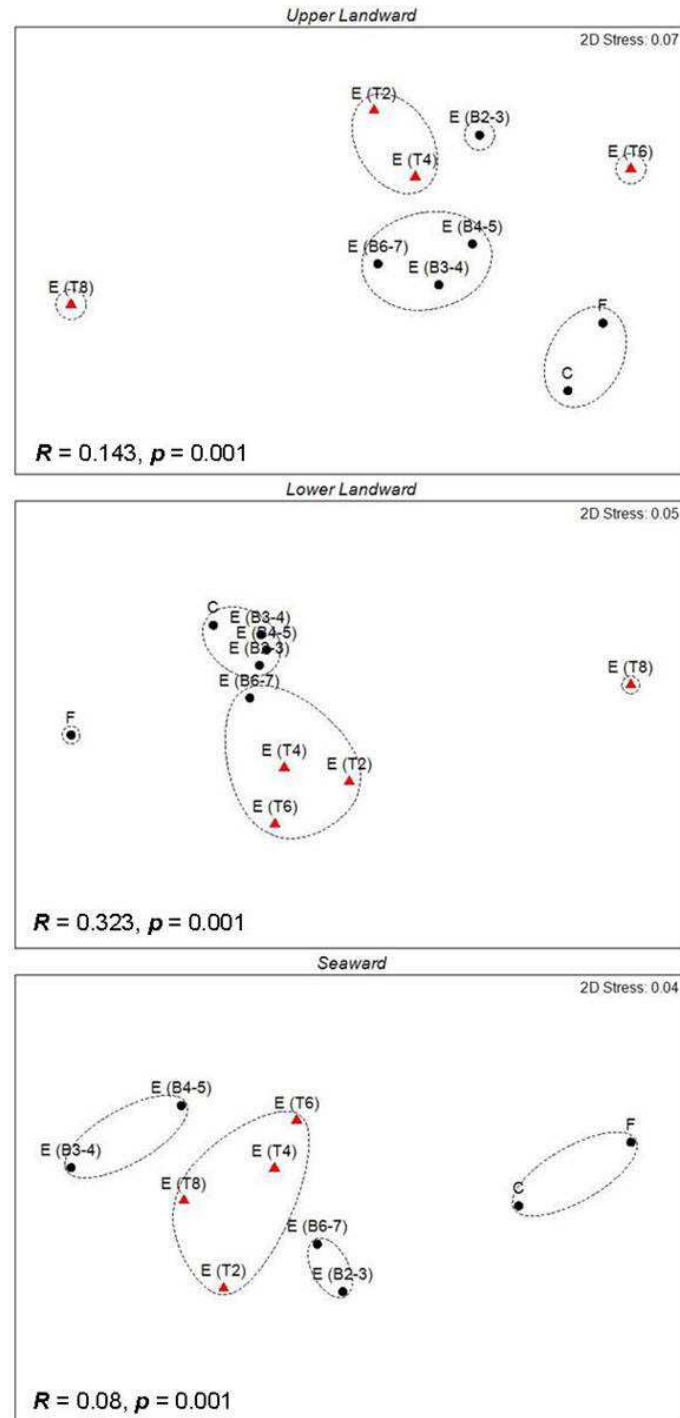 Upper Landward
2D Stress: 0.07
E (T2)
E (B2-3)
E (T4)
E (T6)
E (B4-5)
E (B6-7)
E (B3-4)
E (T8)
F
C
R = 0.143, p = 0.001
Lower Landward
2D Stress: 0.05
C
E (B3-4)
E (B4-5)
E (B2-3)
E (B6-7)
E (T8)
F
E (T4)
E (T2)
E (T6)
R = 0.323, p = 0.001
Seaward
2D Stress: 0.04
E (B4-5)
E (T6)
E (B3-4)
E (T4)
F
E (T8)
C
E (B6-7)
E (T2)
E (B2-3)
R = 0.08, p = 0.001